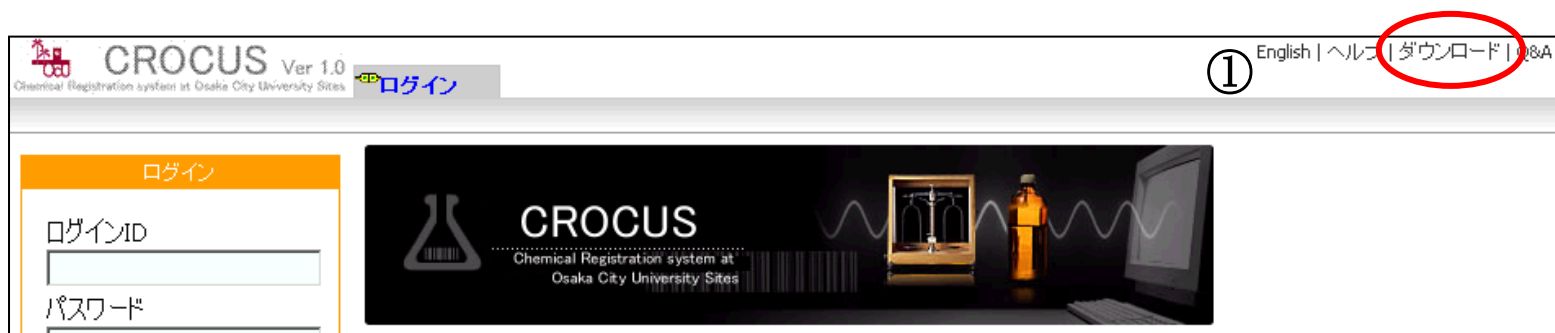 CROCUS Ver 1.0
Chemical Registration system at Osaka City University Sites
ログイン
①
English | ヘルプ | ダウンロード | Q&A
ログイン
ログインID
パスワード
CROCUS
Chemical Registration system at
Osaka City University Sites